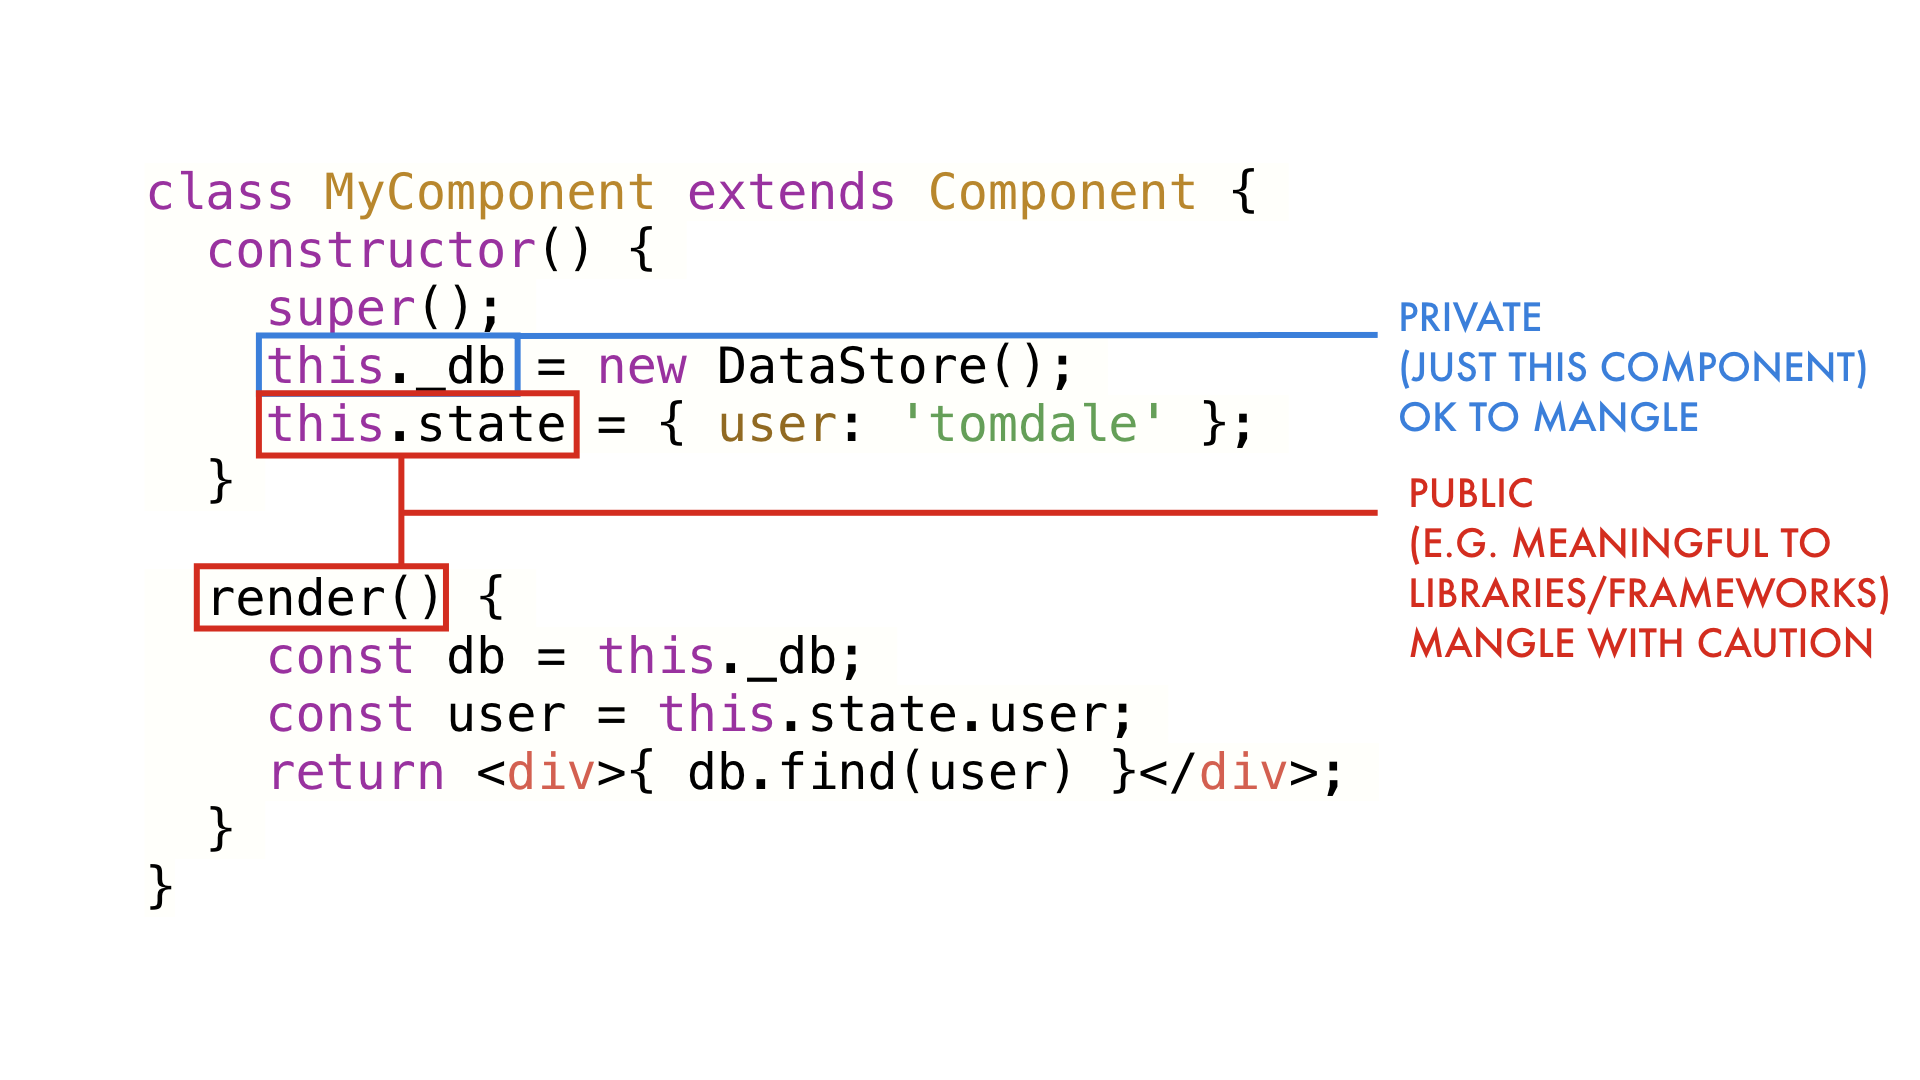 class MyComponent extends Component {
  constructor() {
    super();
    this._db = new DataStore();
    this.state = { user: 'tomdale' };
  }

  render() {
    const db = this._db;
    const user = this.state.user;
    return <div>{ db.find(user) }</div>;
  }
}
PRIVATE
(JUST THIS COMPONENT)
OK TO MANGLE
PUBLIC
(E.G. MEANINGFUL TO
LIBRARIES/FRAMEWORKS)
MANGLE WITH CAUTION